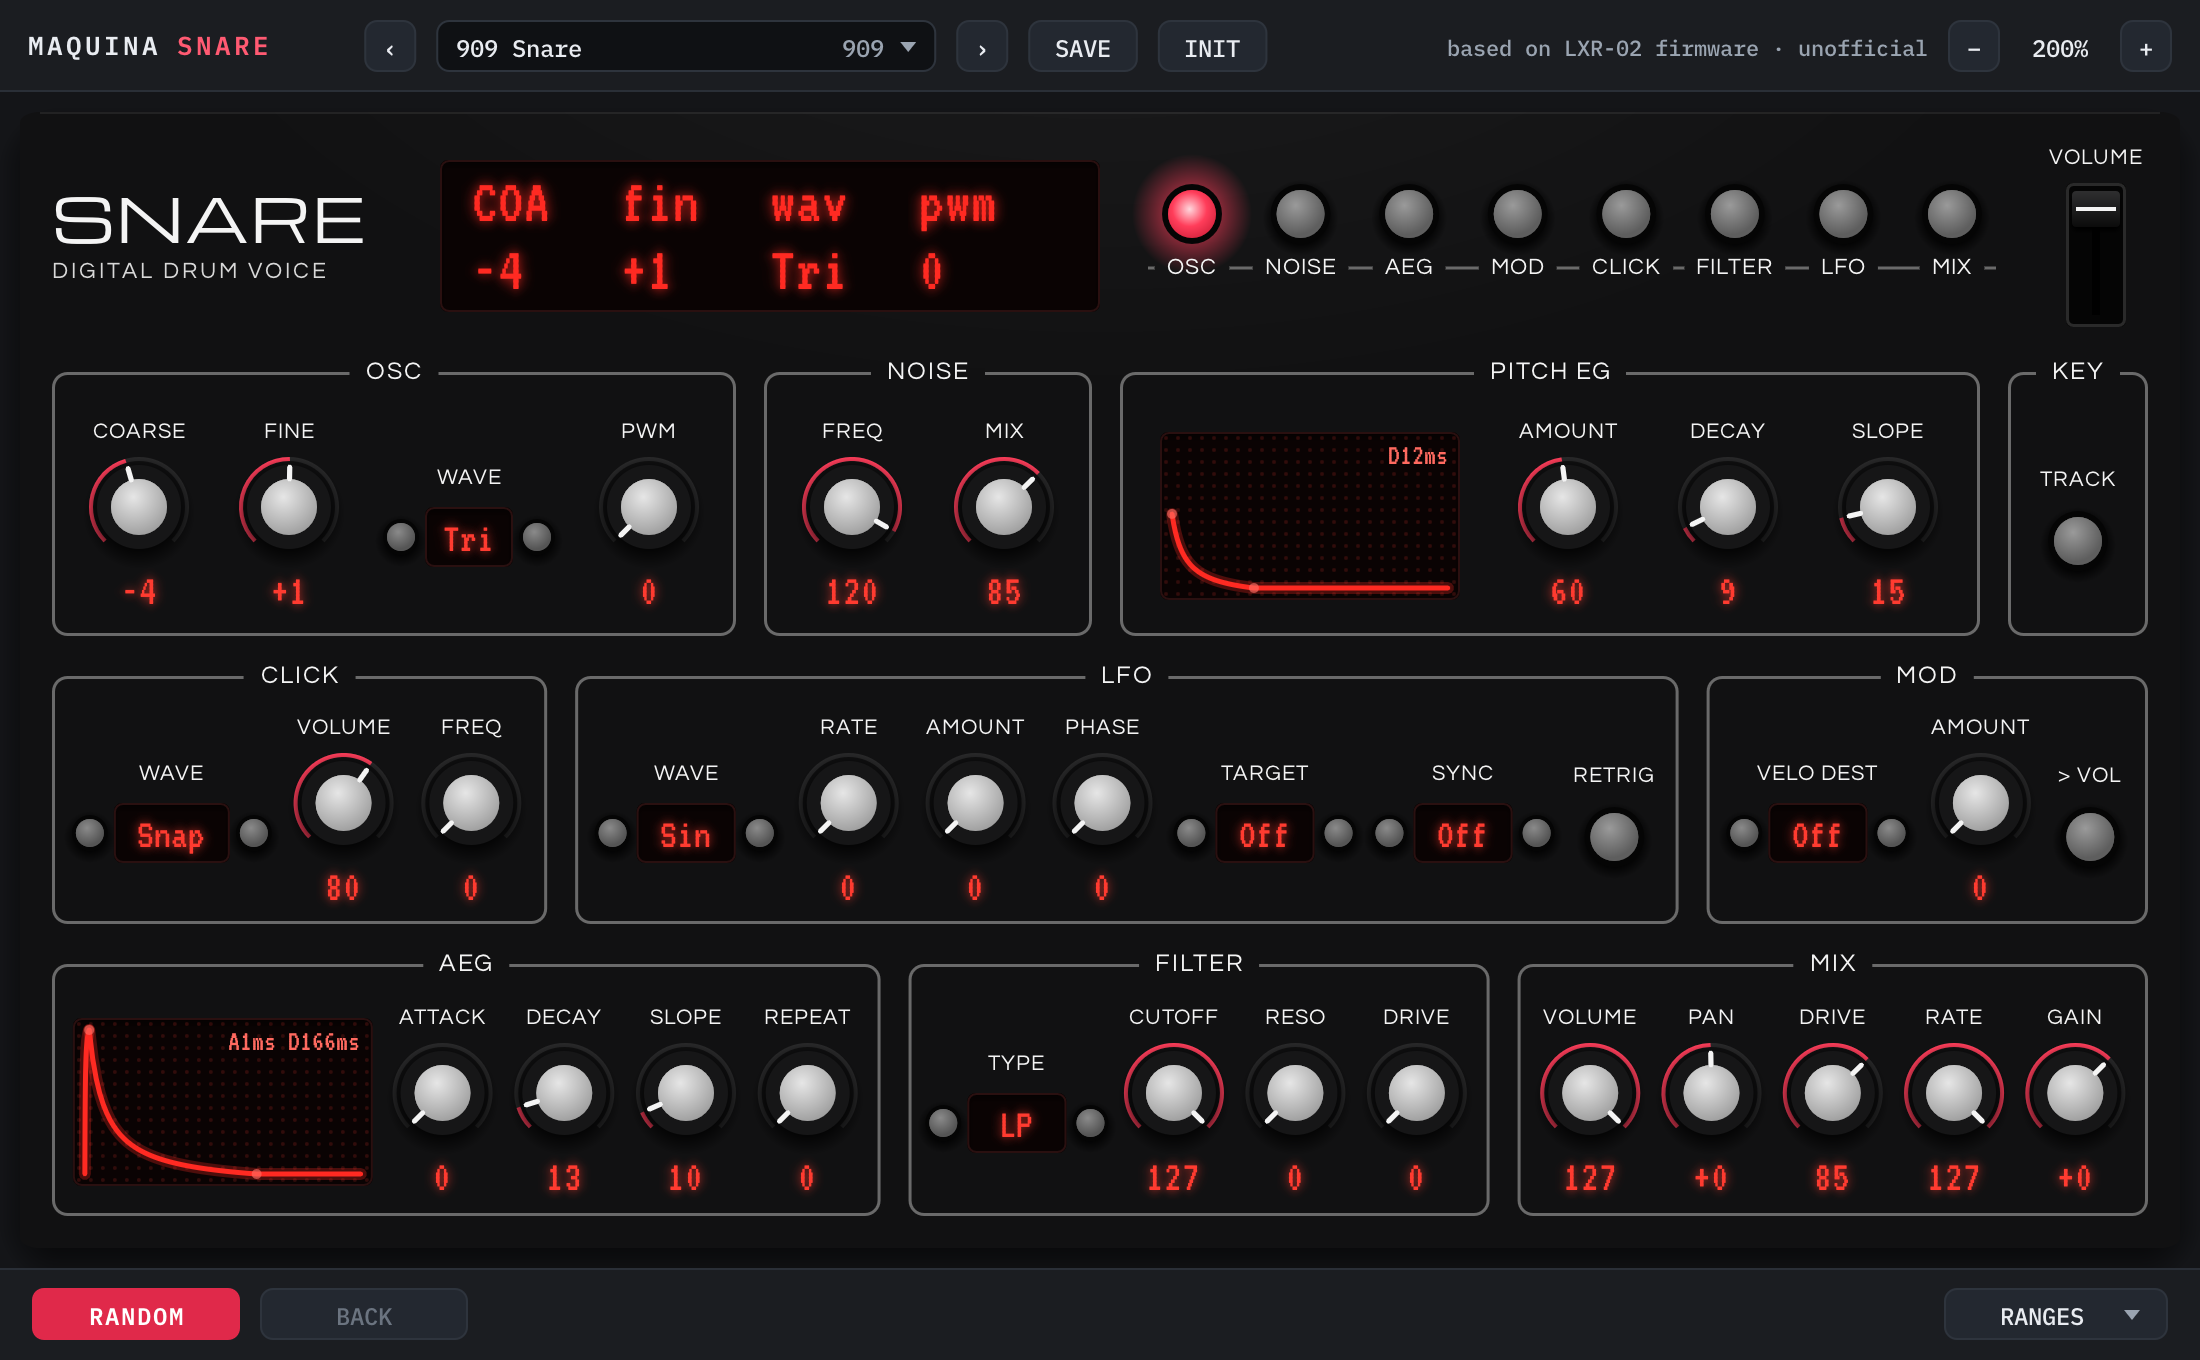 MAQUINA SNARE
‹
909 Snare 909
›
SAVE
INIT
based on LXR-02 firmware · unofficial
−
200%
+
SNARE
DIGITAL DRUM VOICE
COA fin wav pwm
-4 +1 Tri 0
OSC NOISE AEG MOD CLICK FILTER LFO MIX
VOLUME
OSC
COARSE FINE WAVE PWM
Tri
-4 +1 0
NOISE
FREQ MIX
120 85
PITCH EG
D12ms
AMOUNT DECAY SLOPE
60 9 15
KEY
TRACK
CLICK
WAVE VOLUME FREQ
Snap
80 0
LFO
WAVE RATE AMOUNT PHASE TARGET SYNC RETRIG
Sin Off Off
0 0 0
MOD
VELO DEST AMOUNT > VOL
Off
0
AEG
A1ms D166ms
ATTACK DECAY SLOPE REPEAT
0 13 10 0
FILTER
TYPE CUTOFF RESO DRIVE
LP
127 0 0
MIX
VOLUME PAN DRIVE RATE GAIN
127 +0 85 127 +0
RANDOM
BACK
RANGES